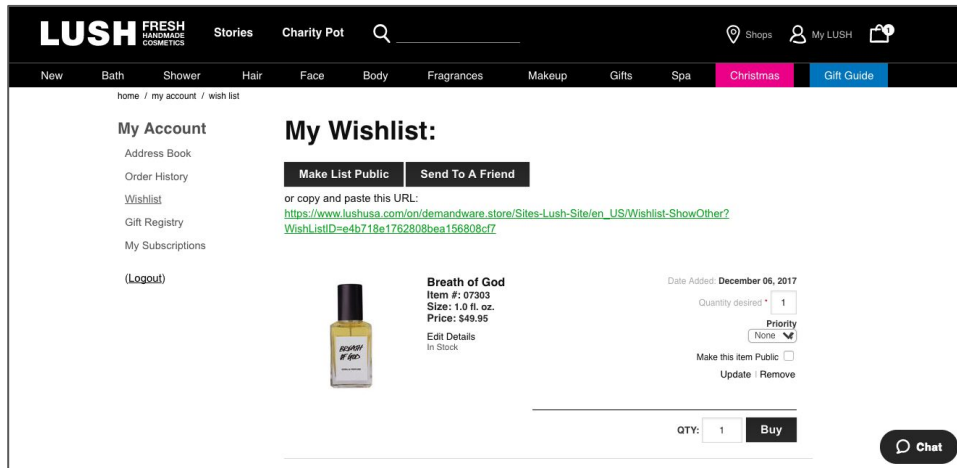 LUSH FRESH HANDMADE COSMETICS Stories Charity Pot Shops My LUSH 1
New Bath Shower Hair Face Body Fragrances Makeup Gifts Spa Christmas Gift Guide
home / my account / wish list
My Account
Address Book
Order History
Wishlist
Gift Registry
My Subscriptions
(Logout)
My Wishlist:
Make List Public Send To A Friend
or copy and paste this URL:
https://www.lushusa.com/on/demandware.store/Sites-Lush-Site/en_US/Wishlist-ShowOther?
WishListID=e4b718e1762808bea156808cf7
BREATH
OF GOD
Breath of God
Item #: 07303
Size: 1.0 fl. oz.
Price: $49.95
Edit Details
In Stock
Date Added: December 06, 2017
Quantity desired * 1
Priority
None
Make this item Public
Update | Remove
QTY: 1 Buy
Chat